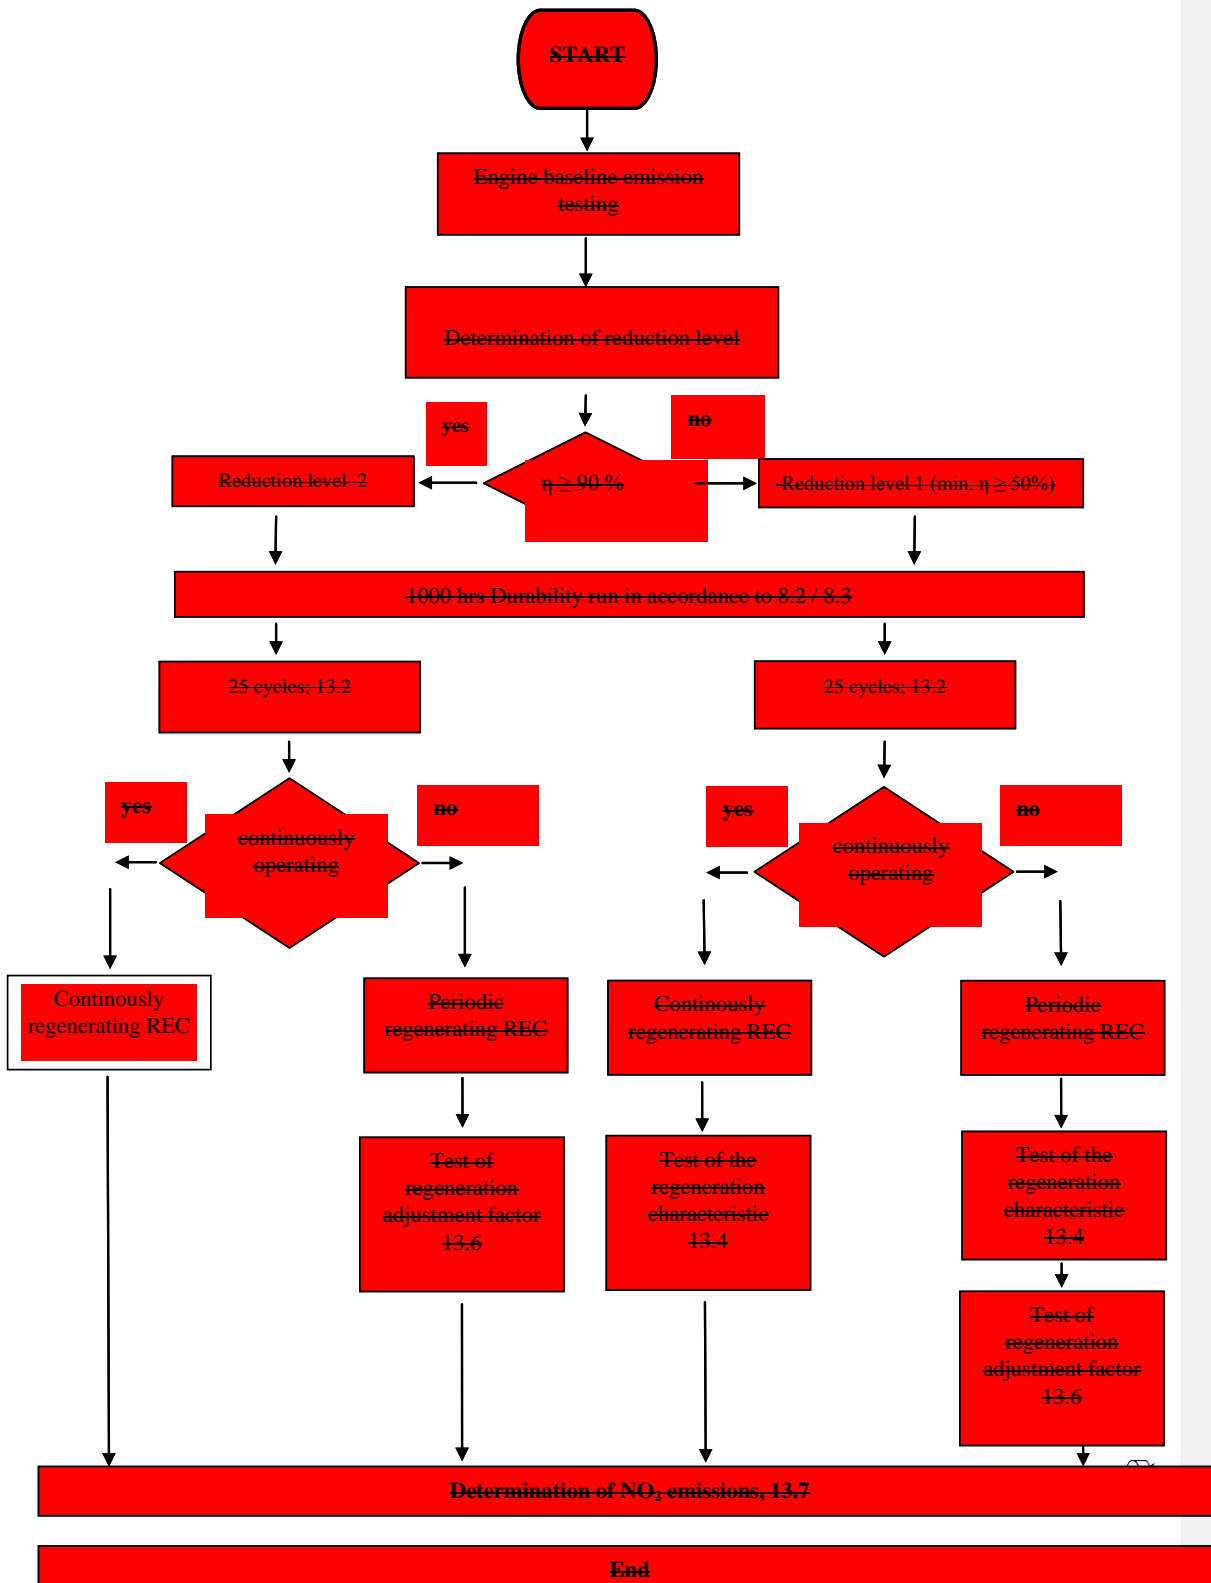 START
Engine baseline emission
testing
Determination of reduction level
yes
no
Reduction level 2
η ≥ 90 %
-Reduction level 1 (min. η ≥ 50%)
1000 hrs Durability run in accordance to 8.2 / 8.3
25 cycles; 13.2
25 cycles; 13.2
yes
no
yes
no
continuously
operating
continuously
operating
Continously
regenerating REC
Periodic
regenerating REC
Continously
regenerating REC
Periodic
regenerating REC
Test of
regeneration
adjustment factor
13.6
Test of the
regeneration
characteristic
13.4
Test of the
regeneration
characteristic
13.4
Test of
regeneration
adjustment factor
13.6
Determination of NO₂ emissions, 13.7
End